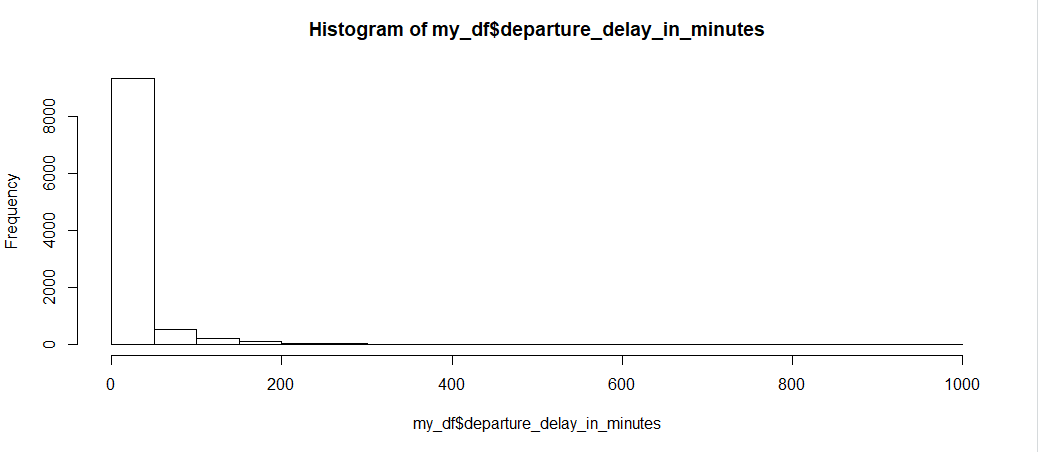 Histogram of my_df$departure_delay_in_minutes
Frequency
8000
6000
4000
2000
0
0 200 400 600 800 1000
my_df$departure_delay_in_minutes